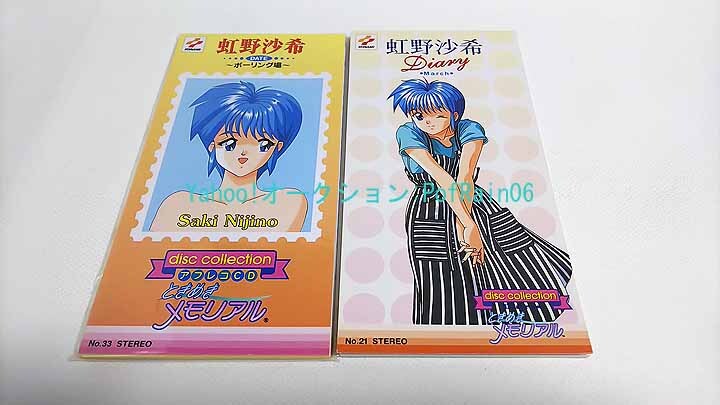 KONAMI
虹野沙希
DATE
～ボーリング場～
Saki Nijino
disc collection
アフレコCD
ときめき
メモリアル
No.33 STEREO
KONAMI
虹野沙希
Diary
●March●
disc collection
ときめき
メモリアル
No.21 STEREO
Yahoo!オークション PofRain06